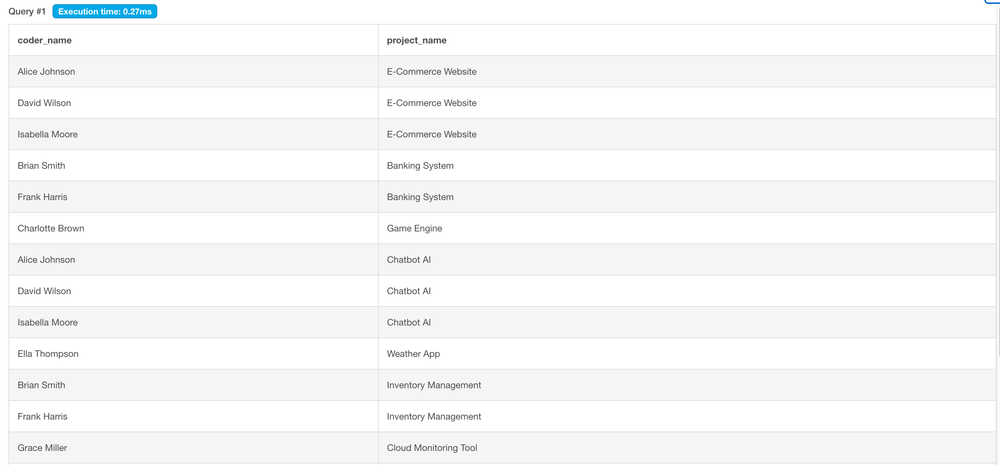 Query #1 Execution time: 0.27ms
coder_name project_name
Alice Johnson E-Commerce Website
David Wilson E-Commerce Website
Isabella Moore E-Commerce Website
Brian Smith Banking System
Frank Harris Banking System
Charlotte Brown Game Engine
Alice Johnson Chatbot AI
David Wilson Chatbot AI
Isabella Moore Chatbot AI
Ella Thompson Weather App
Brian Smith Inventory Management
Frank Harris Inventory Management
Grace Miller Cloud Monitoring Tool